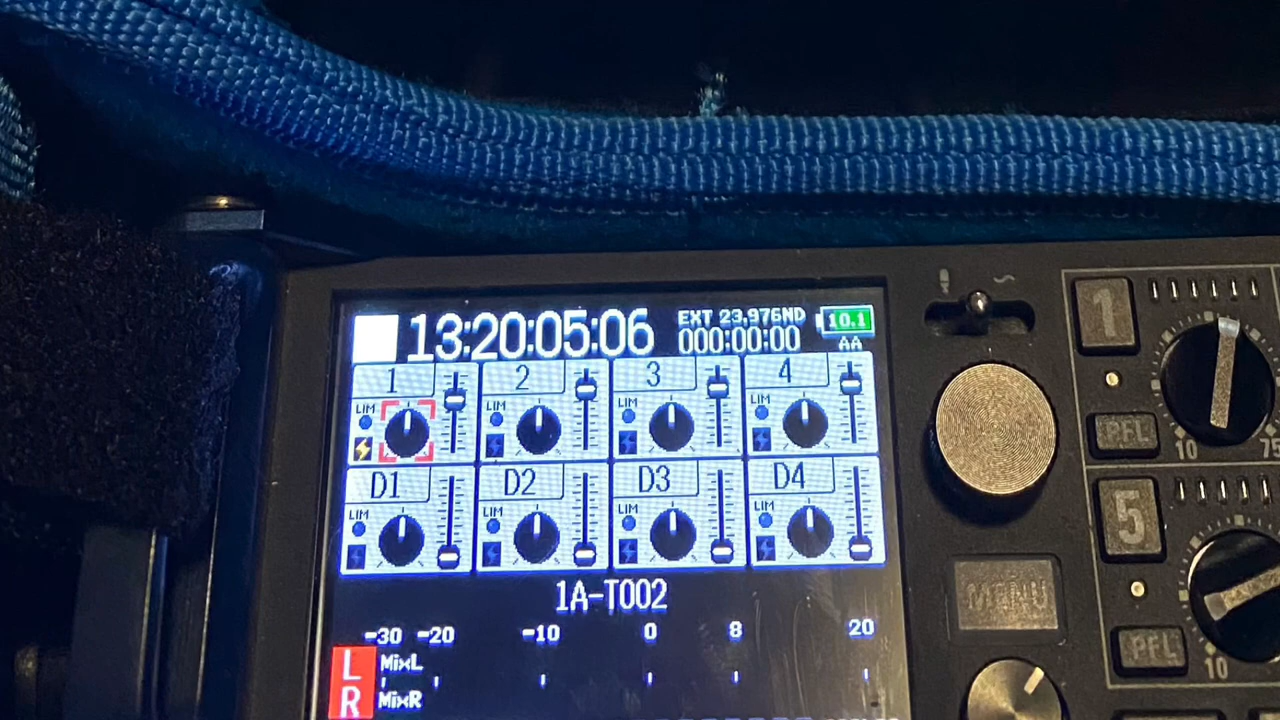 13:20:05:06
EXT 23.976ND
000:00:00
10.1
AA
1 2 3 4
LIM LIM LIM LIM
D1 D2 D3 D4
LIM LIM LIM LIM
1A-T002
-30 -20 -10 0 8 20
L MixL
R MixR
MENU
1
PFL
10 75
5
PFL
10